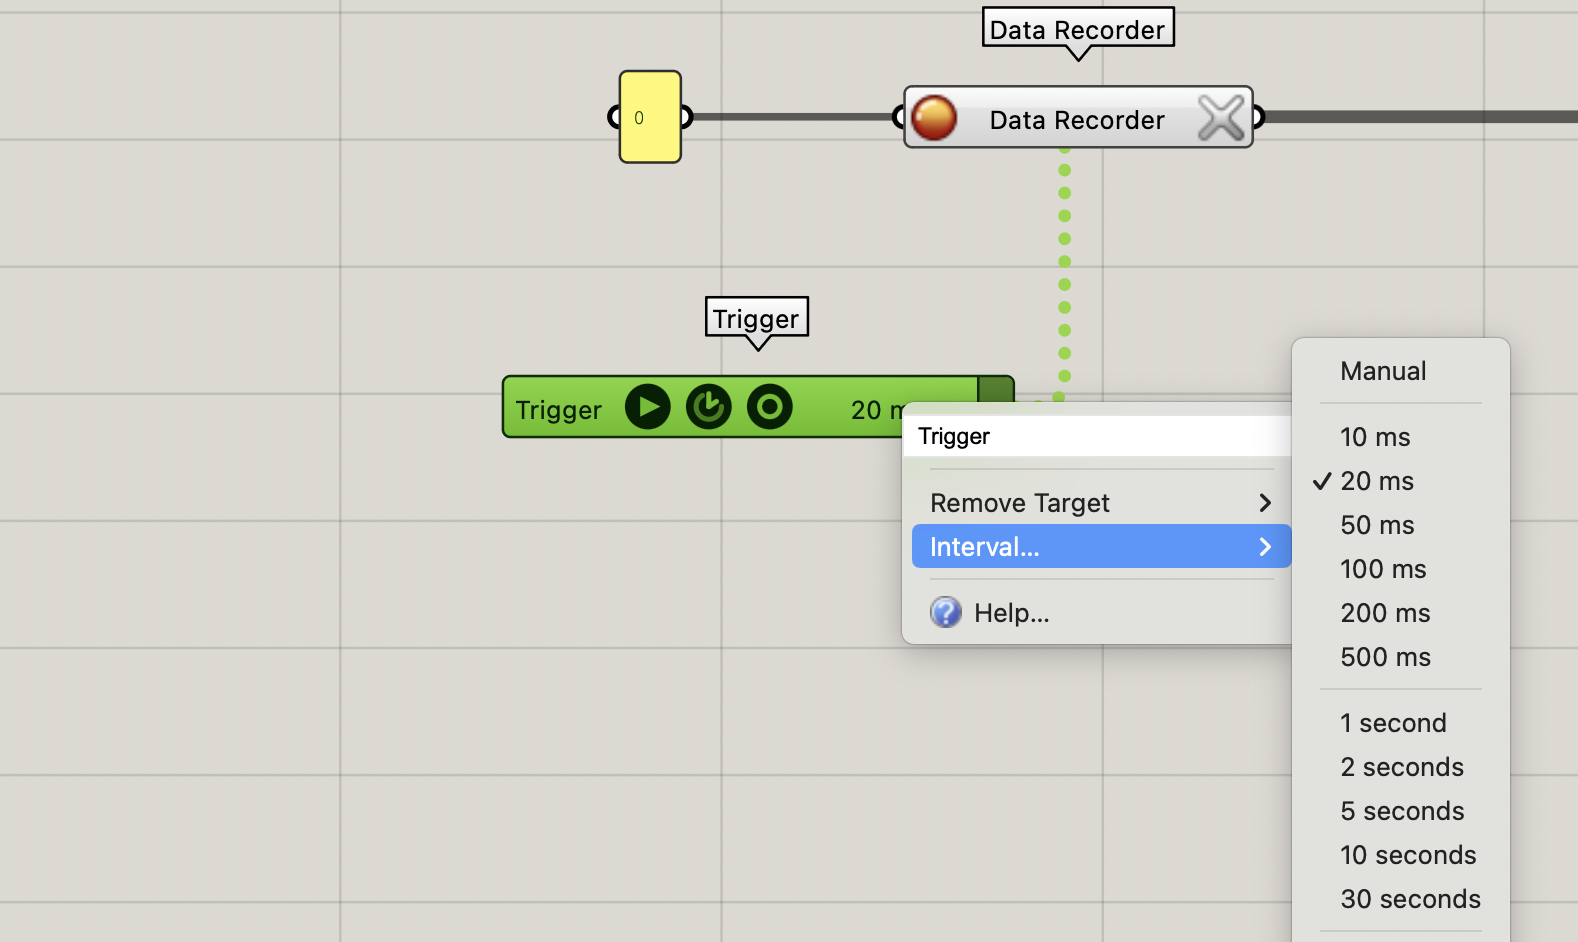 Data Recorder
0
Data Recorder
Trigger
Trigger
20 m
Trigger
Remove Target
Interval...
Help...
Manual
10 ms
20 ms
50 ms
100 ms
200 ms
500 ms
1 second
2 seconds
5 seconds
10 seconds
30 seconds